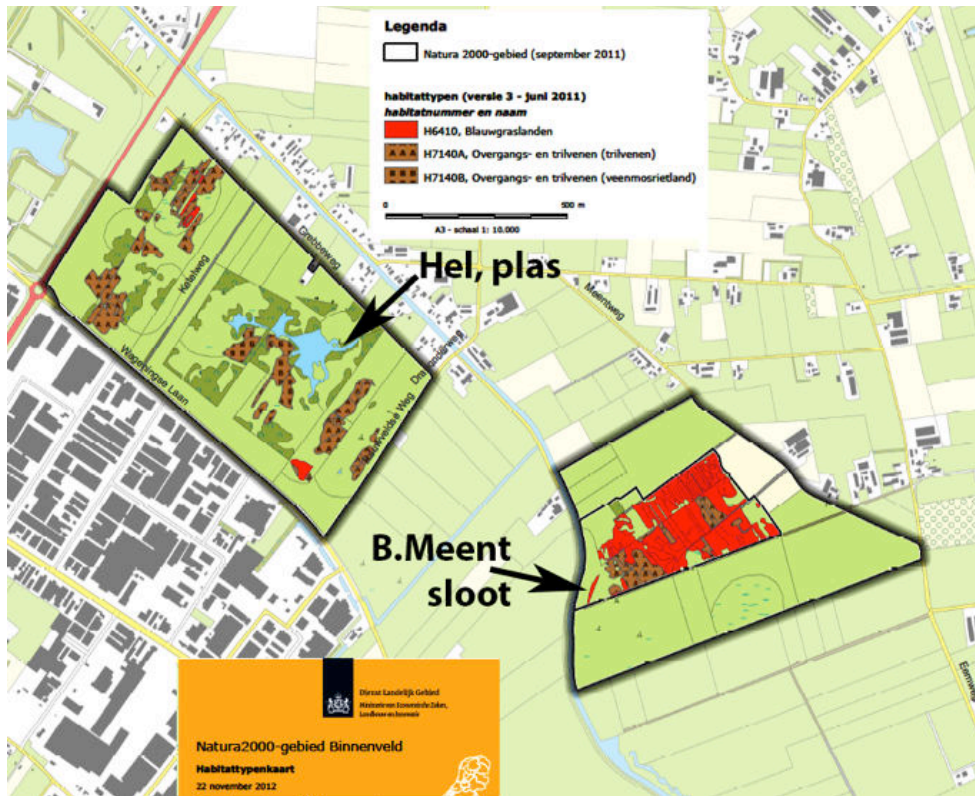 Legenda
Natura 2000-gebied (september 2011)
habitattypen (versie 3 - juni 2011)
habitatnummer en naam
H6410, Blauwgraslanden
H7140A, Overgangs- en trilvenen (trilvenen)
H7140B, Overgangs- en trilvenen (veenmosrietland)
0 500 m
A3 - schaal 1: 10.000
Grebbeweg
Hel, plas
Ketelweg
Meentweg
Wageningse Laan
B.Meent
sloot
Eemweg
Dienst Landelijk Gebied
Ministerie van Economische Zaken,
Landbouw en Innovatie
Natura2000-gebied Binnenveld
Habitattypenkaart
22 november 2012